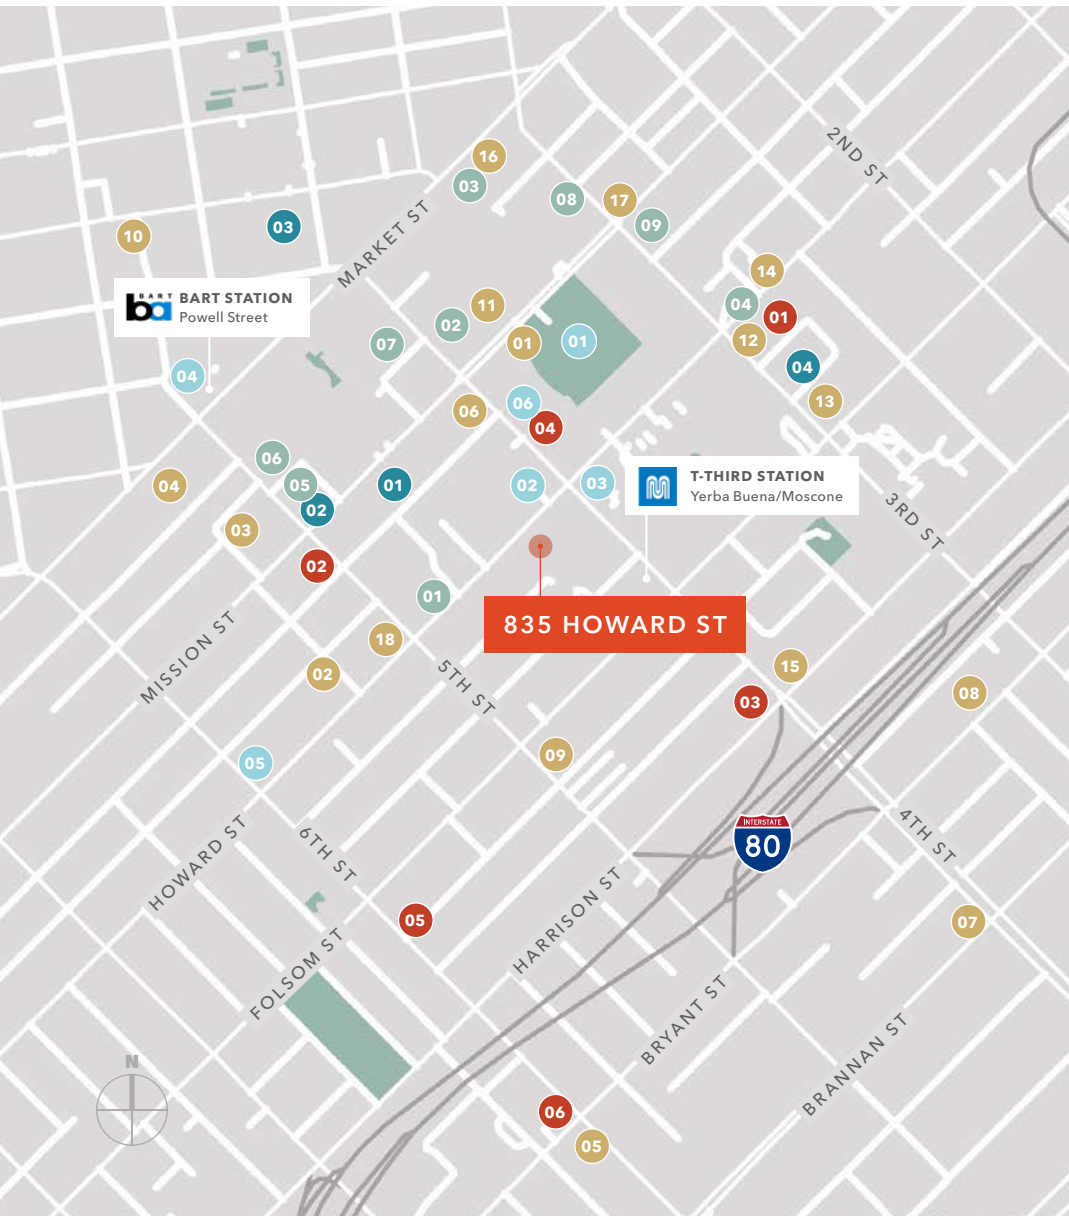 2ND ST
16
03
08
17
09
MARKET ST
10
03
14
BART
ba
BART STATION
Powell Street
11
04
01
02
12
07
01
01
04
04
13
06
06
04
06
04
05
01
02
03
T-THIRD STATION
Yerba Buena/Moscone
02
03
3RD ST
02
01
835 HOWARD ST
MISSION ST
18
02
5TH ST
15
03
08
09
05
HOWARD ST
6TH ST
INTERSTATE
80
4TH ST
HARRISON ST
05
07
FOLSOM ST
BRYANT ST
BRANNAN ST
N
06
05